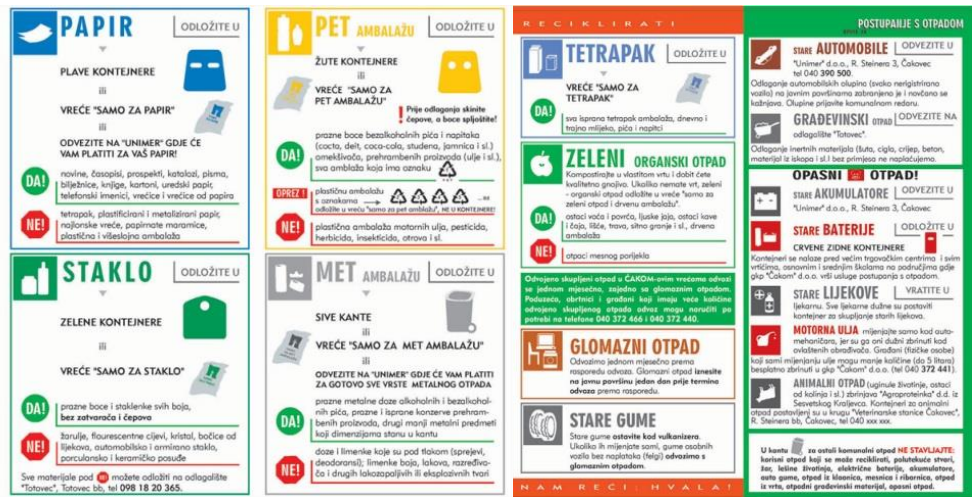 PAPIR
ODLOŽITE U
PLAVE KONTEJNERE
ili
VREĆE "SAMO ZA
PAPIR"
ili
ODVEZITE NA "UNIMER" GDJE ĆE
VAM PLATITI ZA VAŠ PAPIR!
DA!
novine, časopisi, prospekti, katalozi, pisma,
bilježnice, knjige, kartoni, uredski papir,
telefonski imenici, vrećice i vrećice od papira
NE!
tetrapak, plastificirani i metalizirani papir,
najlonske vreće, papirnate maramice,
plastična i višeslojna ambalaža
STAKLO
ODLOŽITE U
ZELENE KONTEJNERE
ili
VREĆE "SAMO ZA STAKLO"
DA!
prazne boce i staklenke svih boja,
bez zatvarača i čepova
NE!
žarulje, flourescentne cijevi, kristal, bočice od
lijekova, automobilsko i armirano staklo,
porculansko i keramičko posuđe
Sve materijale pod NE! možete odložiti na odlagalište
"Totovec", Totovec bb, tel 098 18 20 365.
PET AMBALAŽU
ODLOŽITE U
ŽUTE KONTEJNERE
ili
VREĆE "SAMO ZA
PET AMBALAŽU"
! Prije odlaganja skinite
čepove, a boce spljoštite!
DA!
prazne boce bezalkoholnih pića i napitaka
(cocta, deit, coca-cola, studena, jamnica i sl.)
omekšivača, prehrambenih proizvoda (ulje i sl.),
sva ambalaža koja ima oznaku
OPREZ!
plastičnu ambalažu
s oznakama
odložite u vreću "samo za pet ambalažu", NE U KONTEJNERE!
NE!
plastična ambalaža motornih ulja, pesticida,
herbicida, insekticida, otrova i sl.
MET AMBALAŽU
ODLOŽITE U
SIVE KANTE
ili
VREĆE "SAMO ZA MET AMBALAŽU"
ili
ODVEZITE NA "UNIMER" GDJE ĆE VAM PLATITI
ZA GOTOVO SVE VRSTE METALNOG OTPADA
DA!
prazne metalne doze alkoholnih i bezalkohol-
nih pića, prazne i isprane konzerve prehram-
benih proizvoda, drugi manji metalni predmeti
koji dimenzijama stanu u kantu
NE!
doze i limenke koje su pod tlakom (sprejevi,
deodoransi); limenke boja, lakova, razređiva-
ča i drugih lakozapaljivih ili eksplozivnih tvari
RECIKLIRATI
TETRAPAK
ODLOŽITE U
VREĆE "SAMO ZA
TETRAPAK"
DA!
sva isprana tetrapak ambalaža, dnevno i
trajno mlijeko, pića i napitci
ZELENI ORGANSKI OTPAD
Kompostirajte u vlastitom vrtu i dobit ćete
kvalitetno gnojivo. Ukoliko nemate vrt, zeleni
- organski otpad odložite u vreće "samo za
zeleni otpad i drvenu ambalažu".
DA!
ostaci voća i povrća, ljuske jaja, ostaci kave
i čaja, lišće, trava, sitno granje i sl., drvena
ambalaža
NE!
otpaci mesnog porijekla
Odvojeno skupljeni otpad u ČAKOM-ovim vrećama odvozi
se jednom mjesečno, zajedno sa glomaznim otpadom.
Poduzeća, obrtnici i građani koji imaju veće količine
odvojeno skupljenog otpada odvoz mogu naručiti po
potrebi na telefone 040 372 466 i 040 372 440.
GLOMAZNI OTPAD
Odvozimo jednom mjesečno prema
rasporedu odvoza. Glomazni otpad iznesite
na javnu površinu jedan dan prije termina
odvoza prema rasporedu.
STARE GUME
Stare gume ostavite kod vulkanizera.
Ukoliko ih mijenjate sami, gume osobnih
vozila bez naplataka (felgi) odvozimo s
glomaznim otpadom.
NAM REĆI: HVALA!
POSTUPANJE S OTPADOM
STARE AUTOMOBILE
ODVEZITE U
"Unimer" d.o.o., R. Steinera 3, Čakovec
tel 040 390 500.
Odlaganje automobilskih olupina (svako neregistrirano
vozilo) na javnim površinama zabranjeno je i novčano se
kažnjava. Olupine prijavite komunalnom redaru.
GRAĐEVINSKI OTPAD
ODVEZITE NA
odlagalište "Totovec".
Odlaganje inertnih materijala (šuta, cigla, crijep, beton,
materijal iz iskopa i sl.) bez primjesa ne naplaćujemo.
OPASNI OTPAD!
STARE AKUMULATORE
ODVEZITE U
"Unimer" d.o.o., R. Steinera 3, Čakovec
STARE BATERIJE
ODLOŽITE U
CRVENE ZIDNE KONTEJNERE
Kontejneri se nalaze pred većim trgovačkim centrima i svim
vrtićima, osnovnim i srednjim školama na područjima gdje
gkp "Čakom" d.o.o. vrši usluge postupanja s otpadom.
STARE LIJEKOVE
VRATITE U
ljekarnu. Sve ljekarne dužne su postaviti
kontejner za skupljanje starih lijekova.
MOTORNA ULJA mijenjajte samo kod auto-
mehaničara, jer su ga oni dužni zbrinuti kod
ovlaštenih obrađivača. Građani (fizičke osobe)
koji sami mijenjanju ulje mogu manje količine (do 5 litara)
besplatno zbrinuti u gkp "Čakom" d.o.o. (tel 040 372 441).
ANIMALNI OTPAD (uginule životinje, ostaci
od kolinja i sl.) zbrinjava "Agroproteinka" d.d. iz
Sesvetskog Kraljevca. Kontejneri za animalni
otpad postavljeni su u krugu "Veterinarske stanice Čakovec",
R. Steinera bb, Čakovec, tel 040 xxx xxx.
U kantu za ostali komunalni otpad NE STAVLJAJTE:
korisni otpad koji se može reciklirati, polutekuće stvari,
žar, lešine životinja, električne baterije, akumulatore,
auto gume, otpad iz klaonica, mesnica i ribarnica, otpad
iz vrta, otpadni građevinski materijal, opasni otpad.